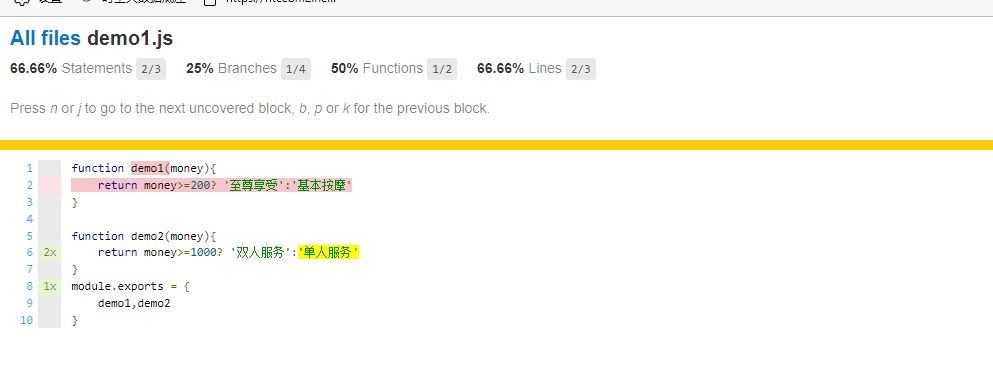 All files demo1.js
66.66% Statements 2/3 25% Branches 1/4 50% Functions 1/2 66.66% Lines 2/3
Press n or j to go to the next uncovered block, b, p or k for the previous block.
1 function demo1(money){
2 return money>=200? '至尊享受':'基本按摩'
3 }
4
5 function demo2(money){
6 2x return money>=1000? '双人服务':'单人服务'
7 }
8 1x module.exports = {
9 demo1,demo2
10 }